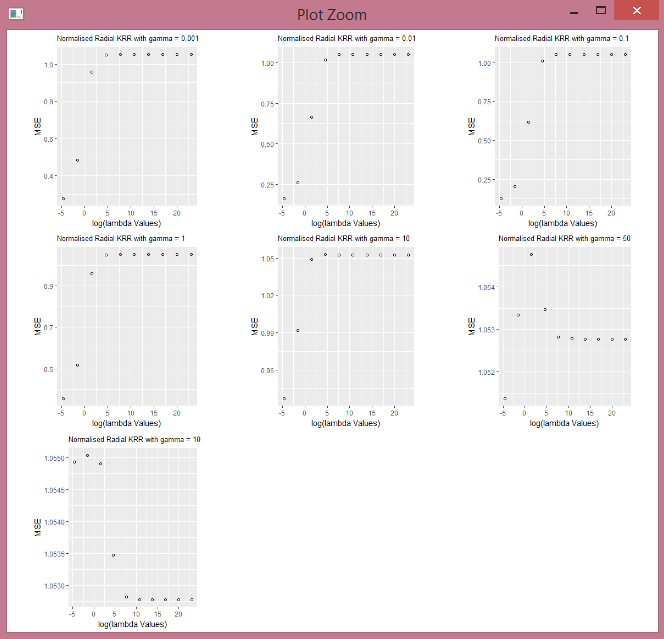 Plot Zoom
Normalised Radial KRR with gamma = 0.001
1.0
0.8
0.6
0.4
MSE
-5 0 5 10 15 20
log(lambda Values)
Normalised Radial KRR with gamma = 0.01
1.00
0.75
0.50
0.25
MSE
-5 0 5 10 15 20
log(lambda Values)
Normalised Radial KRR with gamma = 0.1
1.00
0.75
0.50
0.25
MSE
-5 0 5 10 15 20
log(lambda Values)
Normalised Radial KRR with gamma = 1
0.9
0.7
0.5
MSE
-5 0 5 10 15 20
log(lambda Values)
Normalised Radial KRR with gamma = 10
1.05
1.02
0.99
0.96
MSE
-5 0 5 10 15 20
log(lambda Values)
Normalised Radial KRR with gamma = 50
1.054
1.053
1.052
MSE
-5 0 5 10 15 20
log(lambda Values)
Normalised Radial KRR with gamma = 10
1.0550
1.0545
1.0540
1.0535
1.0530
MSE
-5 0 5 10 15 20
log(lambda Values)